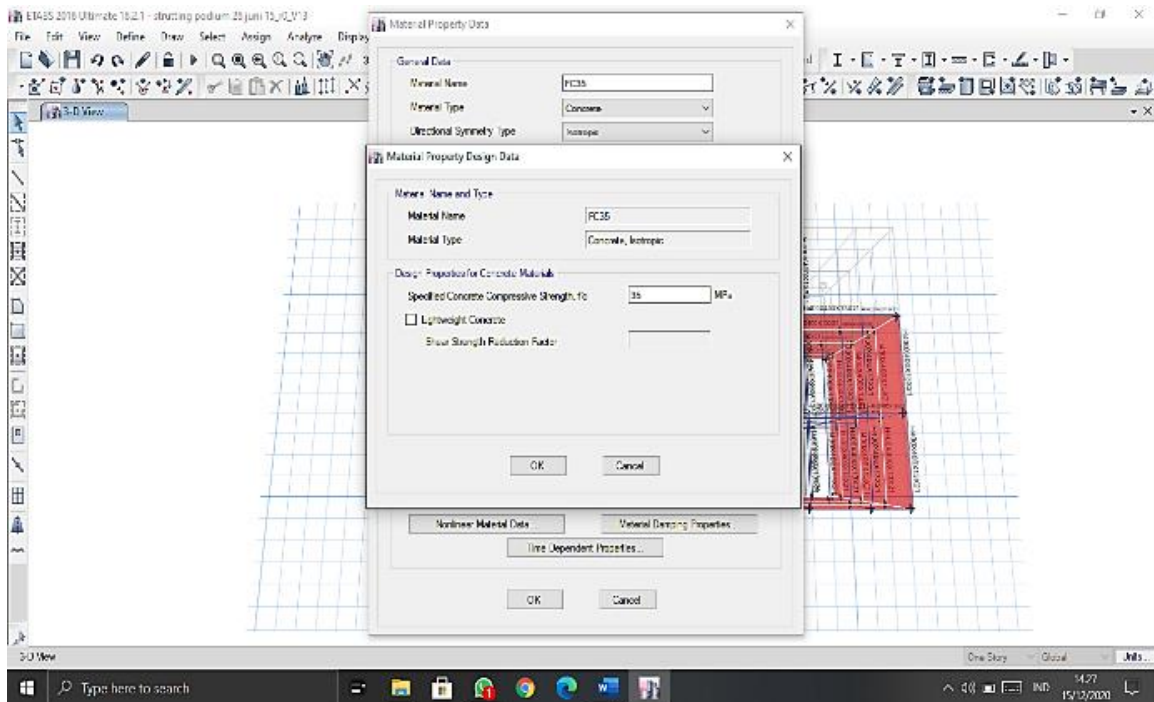 ETABS 2016 Ultimate 16.2.1 - strutting podium 26 juni 15_r0_V13
File Edit View Define Draw Select Assign Analyze Display
3-D View
Material Property Data
General Data
Material Name FC35
Material Type Concrete
Directional Symmetry Type Isotropic
Material Property Design Data
Material Name and Type
Material Name FC35
Material Type Concrete, Isotropic
Design Properties for Concrete Materials
Specified Concrete Compressive Strength, f'c 35 MPa
Lightweight Concrete
Shear Strength Reduction Factor
OK Cancel
Nonlinear Material Data... Material Damping Properties...
Time Dependent Properties...
OK Cancel
3-D View One Story Global Units...
Type here to search IND 14.27
15/12/2020